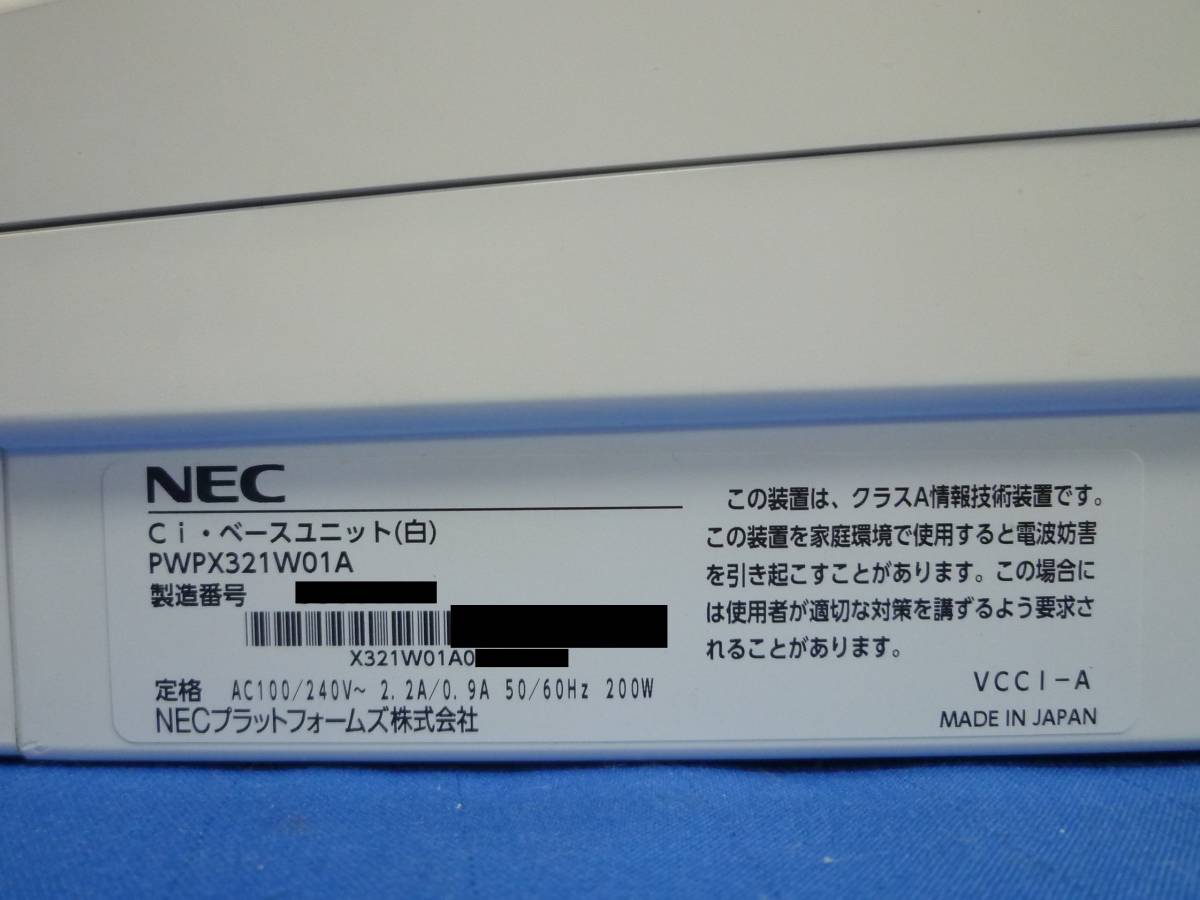 NEC
Ci・ベースユニット(白)
PWPX321W01A
製造番号
X321W01A0
定格 AC100/240V~ 2.2A/0.9A 50/60Hz 200W
NECプラットフォームズ株式会社
この装置は、クラスA情報技術装置です。
この装置を家庭環境で使用すると電波妨害
を引き起こすことがあります。この場合に
は使用者が適切な対策を講ずるよう要求さ
れることがあります。
VCCI-A
MADE IN JAPAN